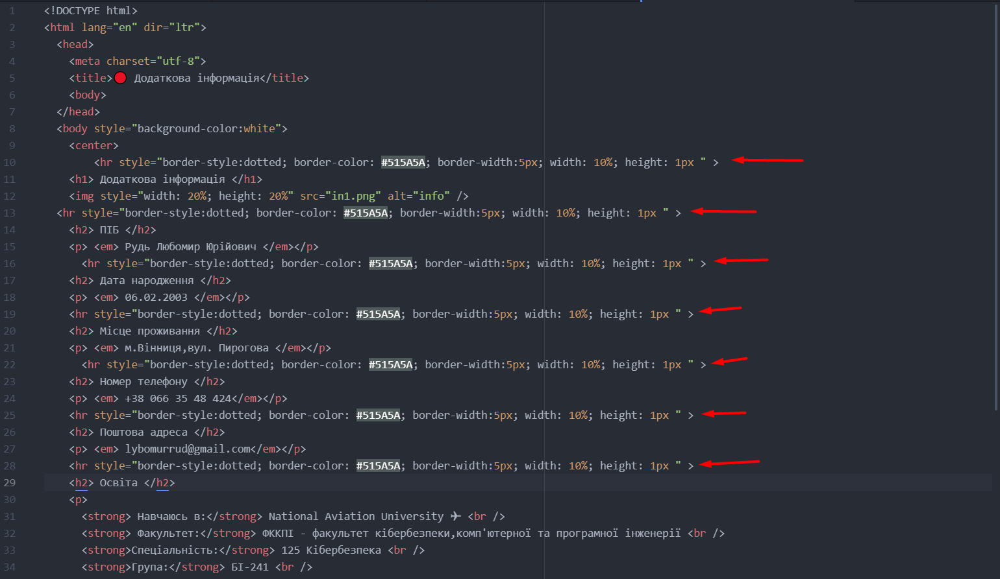 1 <!DOCTYPE html>
2 <html lang="en" dir="ltr">
3 <head>
4 <meta charset="utf-8">
5 <title>🔴 Додаткова інформація</title>
6 <body>
7 </head>
8 <body style="background-color:white">
9 <center>
10 <hr style="border-style:dotted; border-color: #515A5A; border-width:5px; width: 10%; height: 1px " >
11 <h1> Додаткова інформація </h1>
12 <img style="width: 20%; height: 20%" src="in1.png" alt="info" />
13 <hr style="border-style:dotted; border-color: #515A5A; border-width:5px; width: 10%; height: 1px " >
14 <h2> ПІБ </h2>
15 <p> <em> Рудь Любомир Юрійович </em></p>
16 <hr style="border-style:dotted; border-color: #515A5A; border-width:5px; width: 10%; height: 1px " >
17 <h2> Дата народження </h2>
18 <p> <em> 06.02.2003 </em></p>
19 <hr style="border-style:dotted; border-color: #515A5A; border-width:5px; width: 10%; height: 1px " >
20 <h2> Місце проживання </h2>
21 <p> <em> м.Вінниця,вул. Пирогова </em></p>
22 <hr style="border-style:dotted; border-color: #515A5A; border-width:5px; width: 10%; height: 1px " >
23 <h2> Номер телефону </h2>
24 <p> <em> +38 066 35 48 424</em></p>
25 <hr style="border-style:dotted; border-color: #515A5A; border-width:5px; width: 10%; height: 1px " >
26 <h2> Поштова адреса </h2>
27 <p> <em> lybomurrud@gmail.com</em></p>
28 <hr style="border-style:dotted; border-color: #515A5A; border-width:5px; width: 10%; height: 1px " >
29 <h2> Освіта </h2>
30 <p>
31 <strong> Навчаюсь в:</strong> National Aviation University ✈ <br />
32 <strong> Факультет:</strong> ФККПІ - факультет кібербезпеки,комп'ютерної та програмної інженерії <br />
33 <strong>Спеціальність:</strong> 125 Кібербезпека <br />
34 <strong>Група:</strong> БІ-241 <br />